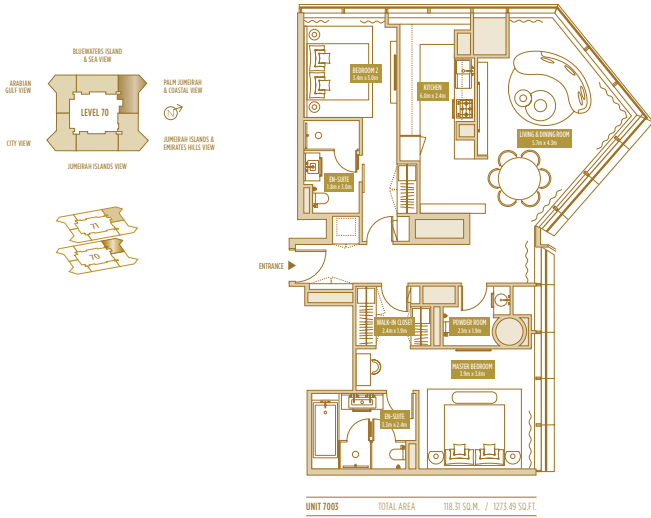 BLUEWATERS ISLAND
& SEA VIEW
ARABIAN
GULF VIEW
PALM JUMEIRAH
& COASTAL VIEW
LEVEL 70
N
CITY VIEW
JUMEIRAH ISLANDS &
EMIRATES HILLS VIEW
JUMEIRAH ISLANDS VIEW
71
70
ENTRANCE
BEDROOM 2
3.4m x 3.0m
KITCHEN
6.0m x 2.4m
LIVING & DINING ROOM
5.7m x 4.3m
EN-SUITE
1.8m x 3.0m
WALK-IN CLOSET
2.4m x 1.9m
POWDER ROOM
2.1m x 1.9m
MASTER BEDROOM
3.9m x 3.8m
EN-SUITE
3.3m x 2.4m
UNIT 7003 TOTAL AREA 118.31 SQ.M. / 1273.49 SQ.FT.